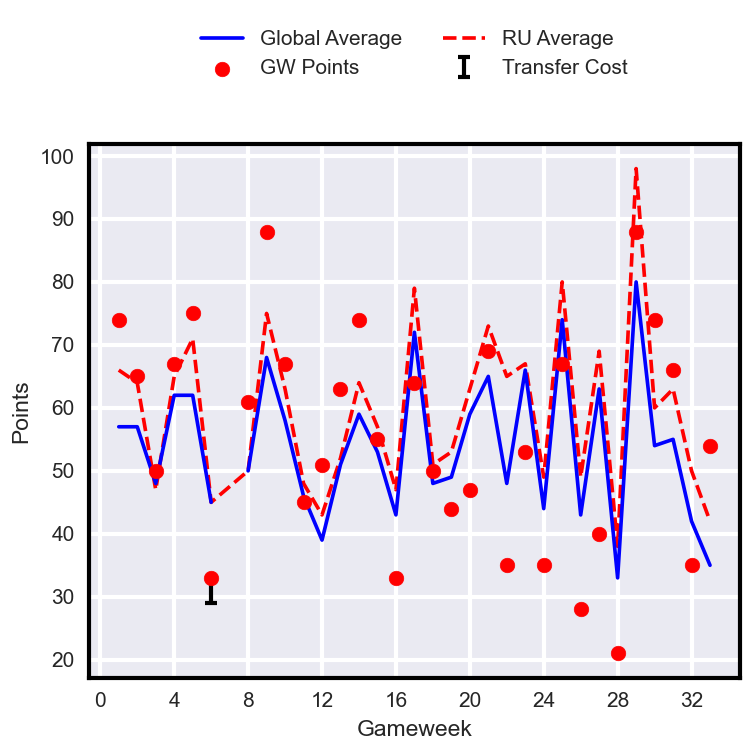 Global Average
RU Average
GW Points
Transfer Cost
100
90
80
70
60
50
40
30
20
Points
0 4 8 12 16 20 24 28 32
Gameweek